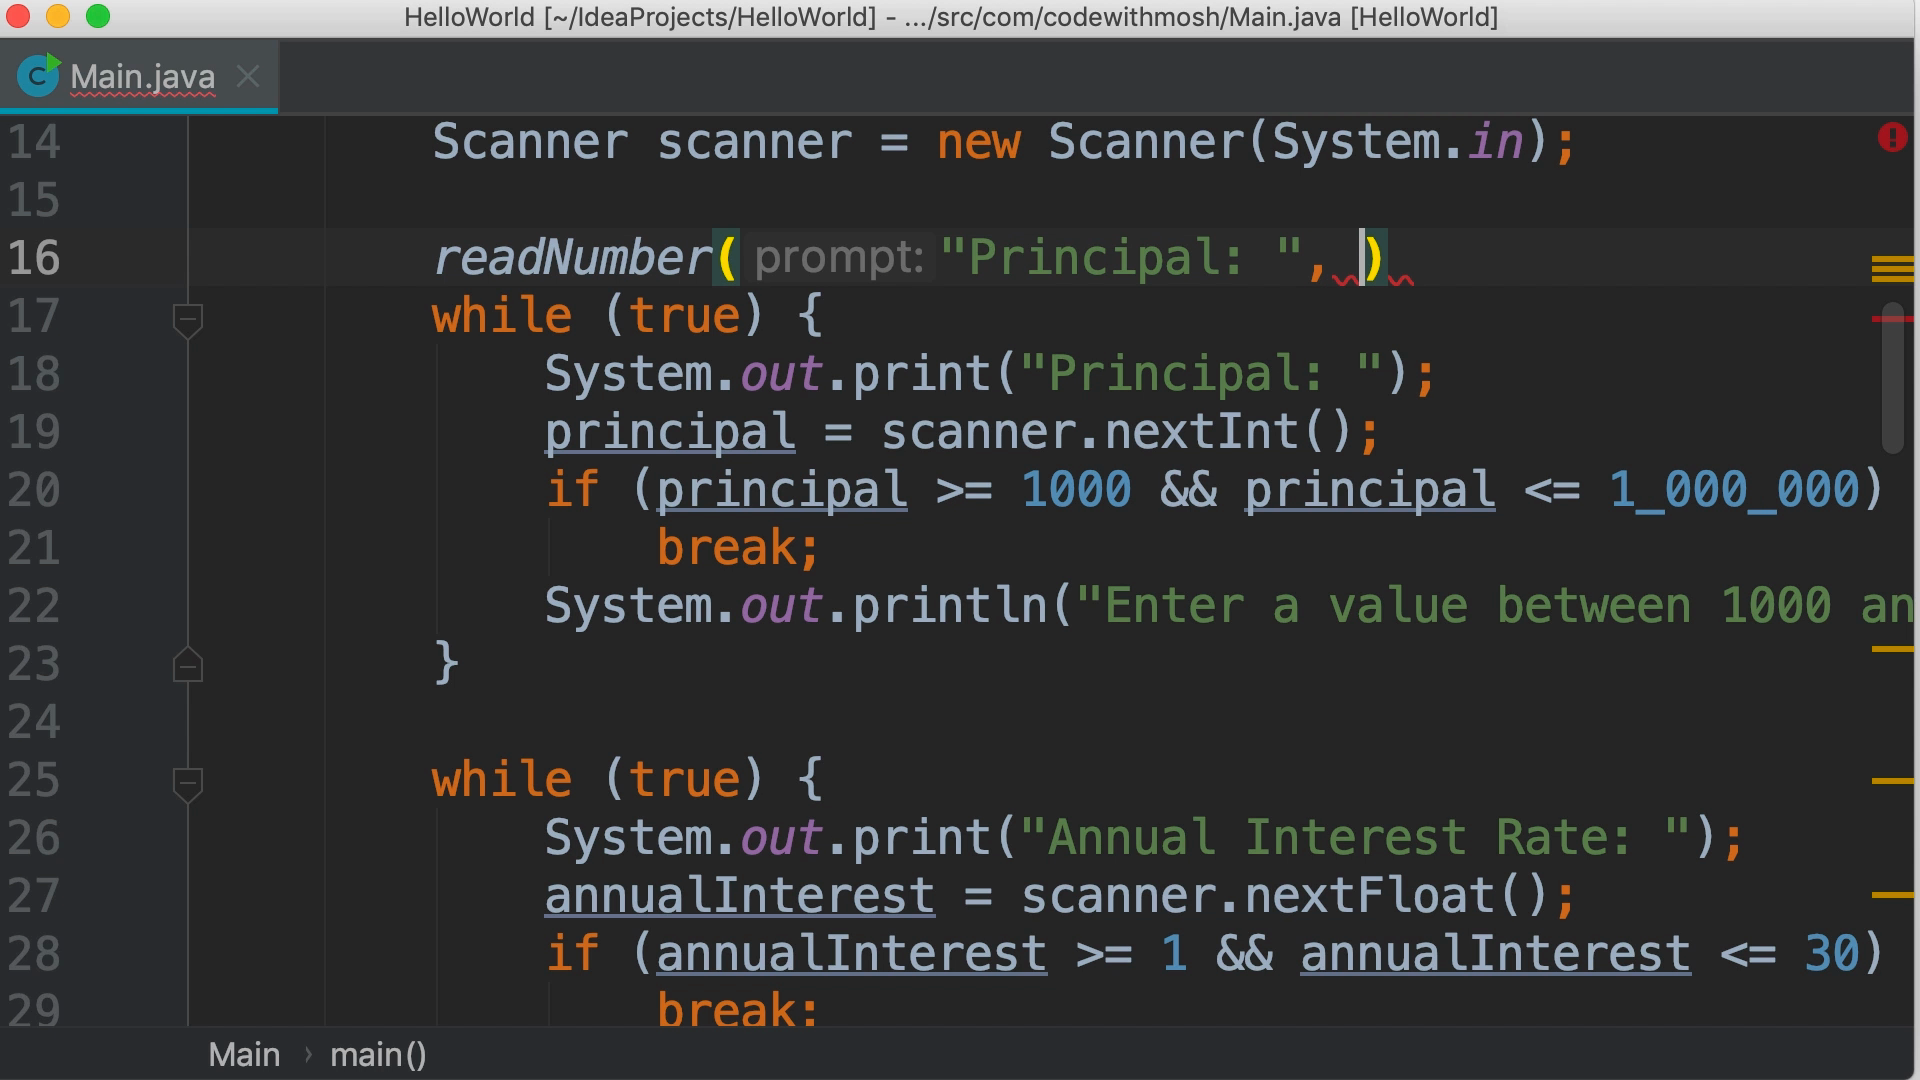 HelloWorld [~/IdeaProjects/HelloWorld] - .../src/com/codewithmosh/Main.java [HelloWorld]
C Main.java
14 Scanner scanner = new Scanner(System.in);
15
16 readNumber( prompt: "Principal: ", )
17 while (true) {
18 System.out.print("Principal: ");
19 principal = scanner.nextInt();
20 if (principal >= 1000 && principal <= 1_000_000)
21 break;
22 System.out.println("Enter a value between 1000 an
23 }
24
25 while (true) {
26 System.out.print("Annual Interest Rate: ");
27 annualInterest = scanner.nextFloat();
28 if (annualInterest >= 1 && annualInterest <= 30)
29 break;
Main › main()